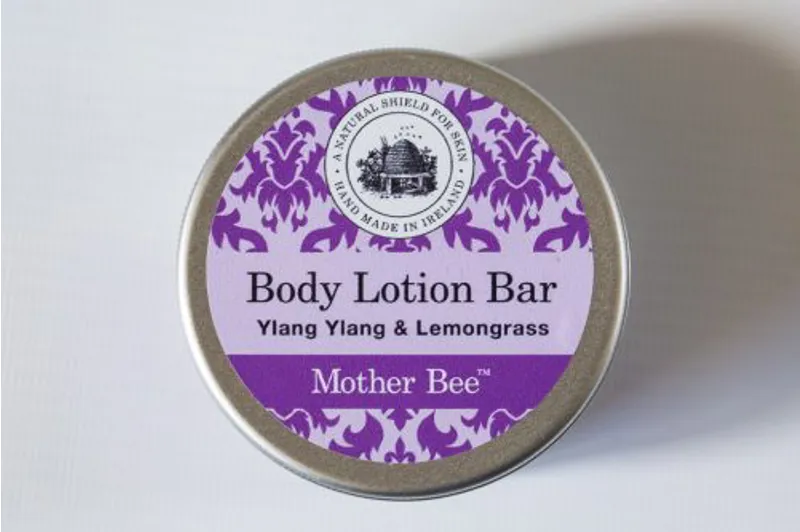 · A NATURAL SHIELD FOR SKIN ·
HAND MADE IN IRELAND
Body Lotion Bar
Ylang Ylang & Lemongrass
Mother Bee™